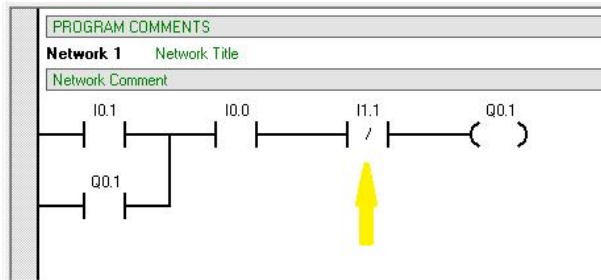 PROGRAM COMMENTS
Network 1 Network Title
Network Comment
I0.1 I0.0 I1.1 Q0.1
/
Q0.1